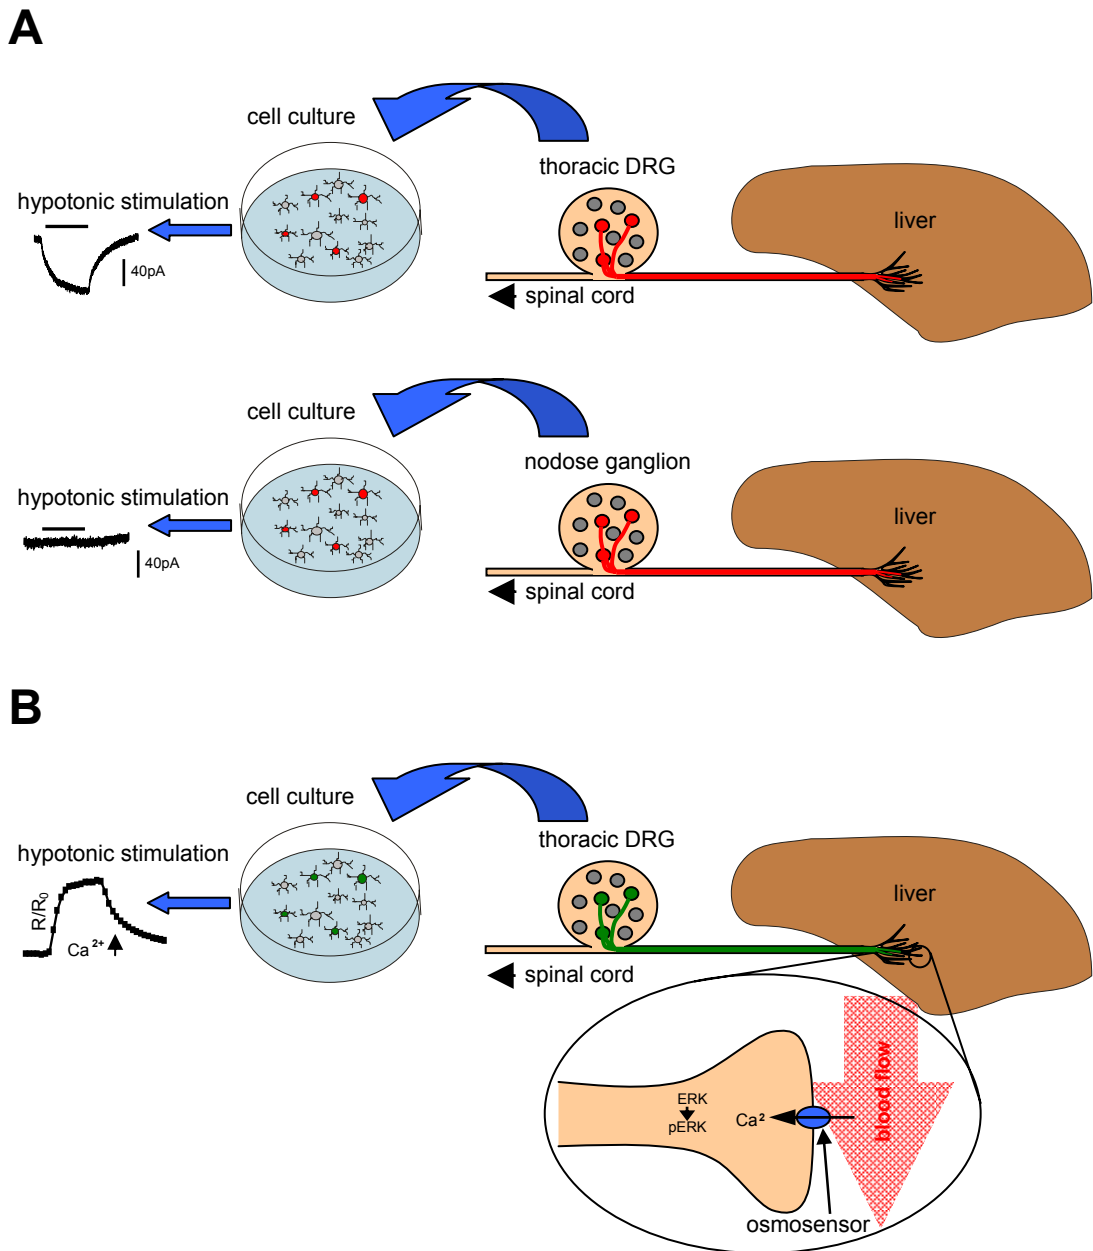 A
cell culture
thoracic DRG
hypotonic stimulation
liver
40pA
spinal cord
cell culture
nodose ganglion
hypotonic stimulation
liver
40pA
spinal cord
B
cell culture
thoracic DRG
hypotonic stimulation
liver
R/R0
Ca2+
spinal cord
blood flow
ERK
pERK
Ca2
osmosensor